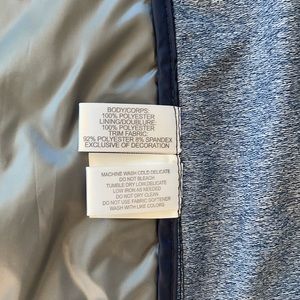 BODY/CORPS:
100% POLYESTER
LINING/DOUBLURE:
100% POLYESTER
TRIM FABRIC:
92% POLYESTER 8% SPANDEX
EXCLUSIVE OF DECORATION
MACHINE WASH COLD,DELICATE
DO NOT BLEACH
TUMBLE DRY LOW,DELICATE
LOW IRON AS NEEDED
DO NOT DRY CLEAN
DO NOT USE FABRIC SOFTENER
WASH WITH LIKE COLORS